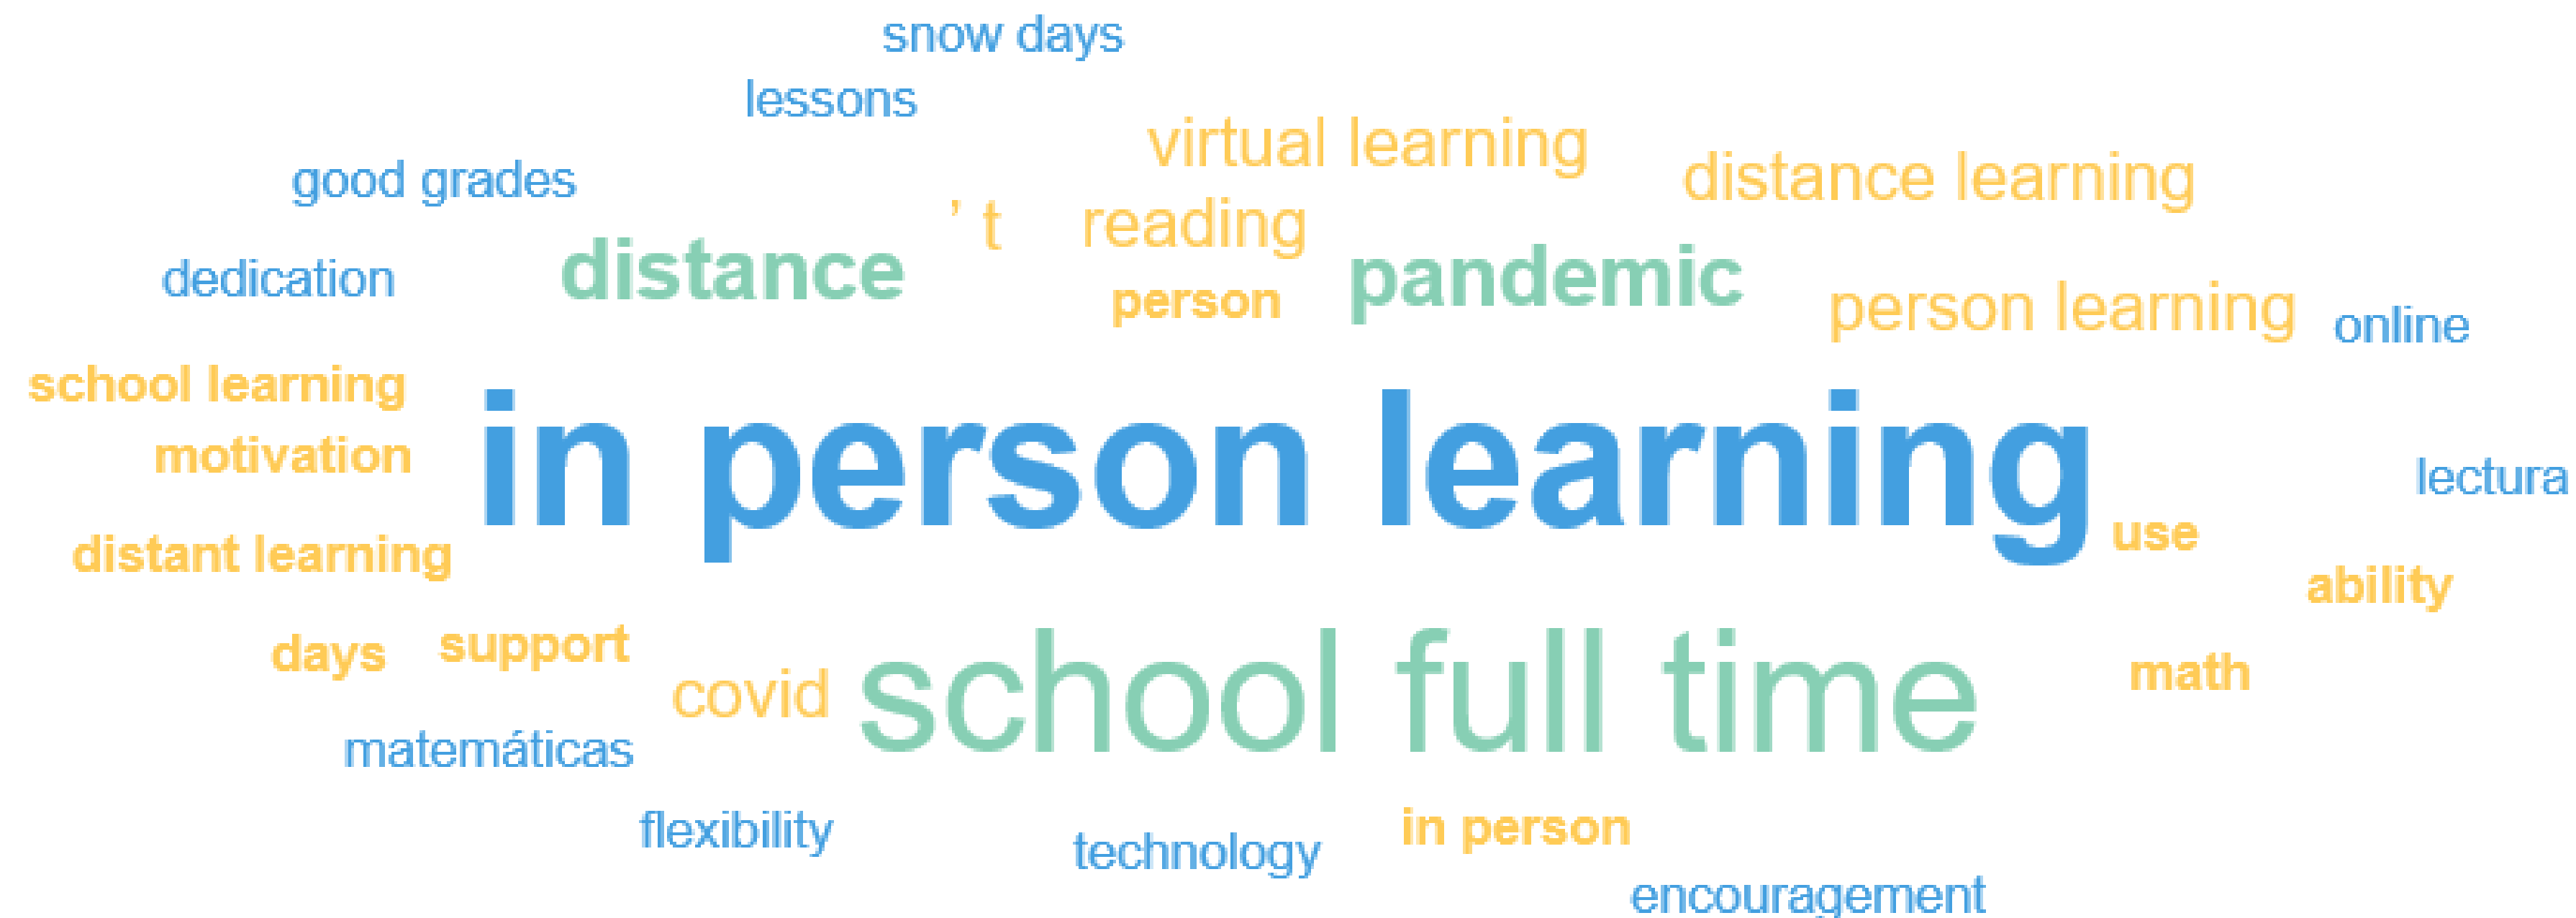 snow days
lessons
virtual learning
distance learning
good grades
’ t
reading
distance
pandemic
dedication
person
person learning
online
school learning
in person learning
motivation
lectura
use
distant learning
ability
support
days
school full time
covid
math
matemáticas
flexibility
in person
technology
encouragement